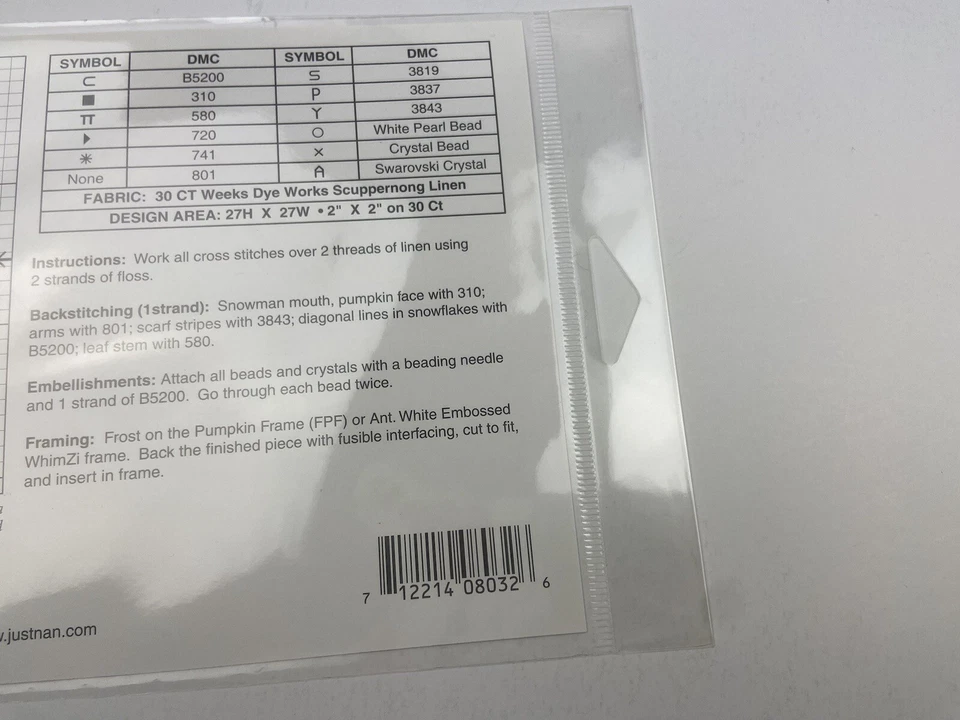 SYMBOL DMC SYMBOL DMC
⊂ B5200 S 3819
■ 310 P 3837
π 580 Y 3843
▶ 720 O White Pearl Bead
✳ 741 × Crystal Bead
None 801 A Swarovski Crystal
FABRIC: 30 CT Weeks Dye Works Scuppernong Linen
DESIGN AREA: 27H X 27W • 2" X 2" on 30 Ct
Instructions: Work all cross stitches over 2 threads of linen using
2 strands of floss.
Backstitching (1strand): Snowman mouth, pumpkin face with 310;
arms with 801; scarf stripes with 3843; diagonal lines in snowflakes with
B5200; leaf stem with 580.
Embellishments: Attach all beads and crystals with a beading needle
and 1 strand of B5200. Go through each bead twice.
Framing: Frost on the Pumpkin Frame (FPF) or Ant. White Embossed
WhimZi frame. Back the finished piece with fusible interfacing, cut to fit,
and insert in frame.
7 12214 08032 6
.justnan.com